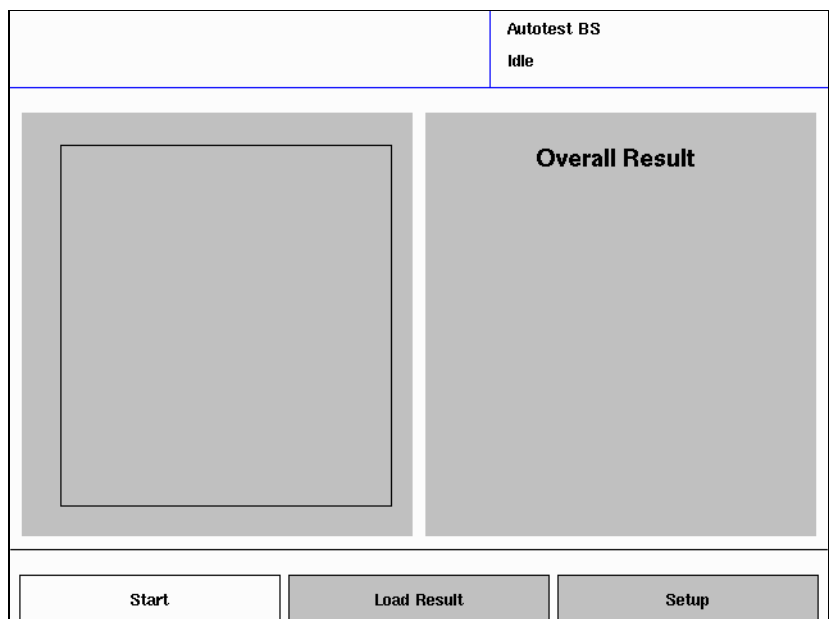 Autotest BS
Idle
Overall Result
Start
Load Result
Setup